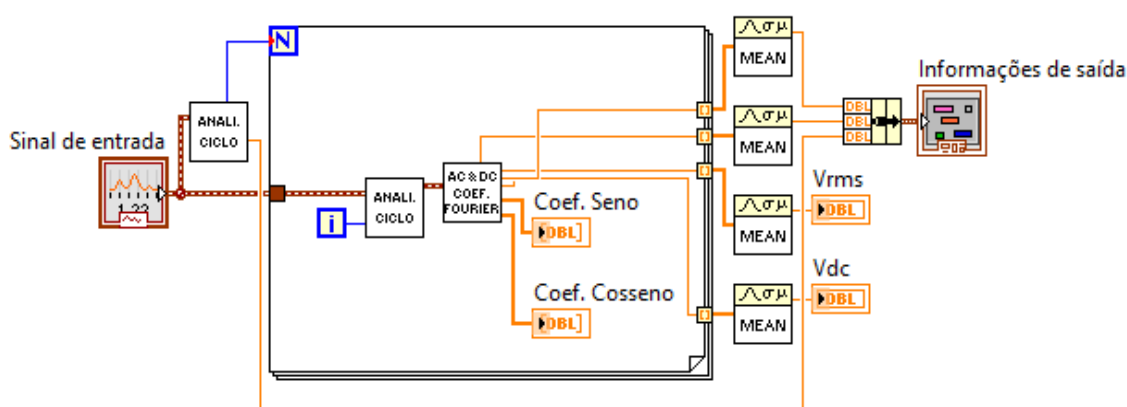 N
MEAN
Informações de saída
ANALI.
CICLO
DBL
DBL
DBL
MEAN
Sinal de entrada
1.23
i
ANALI.
CICLO
AC & DC
COEF.
FOURIER
Coef. Seno
DBL]
MEAN
Vrms
DBL
Coef. Cosseno
DBL]
MEAN
Vdc
DBL